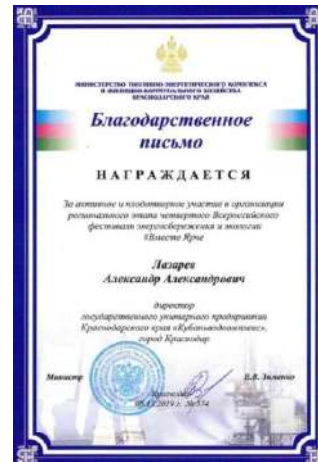 МИНИСТЕРСТВО ТОПЛИВНО-ЭНЕРГЕТИЧЕСКОГО КОМПЛЕКСА
И ЖИЛИЩНО-КОММУНАЛЬНОГО ХОЗЯЙСТВА
КРАСНОДАРСКОГО КРАЯ
Благодарственное
письмо
НАГРАЖДАЕТСЯ
За активное и плодотворное участие в организации
регионального этапа четвертого Всероссийского
фестиваля энергосбережения и экологии
#Вместе Ярче
Лазарев
Александр Александрович
директор
государственного унитарного предприятия
Краснодарского края «Кубаньводкомплекс»,
город Краснодар
Министр
Краснодар
2019 г.